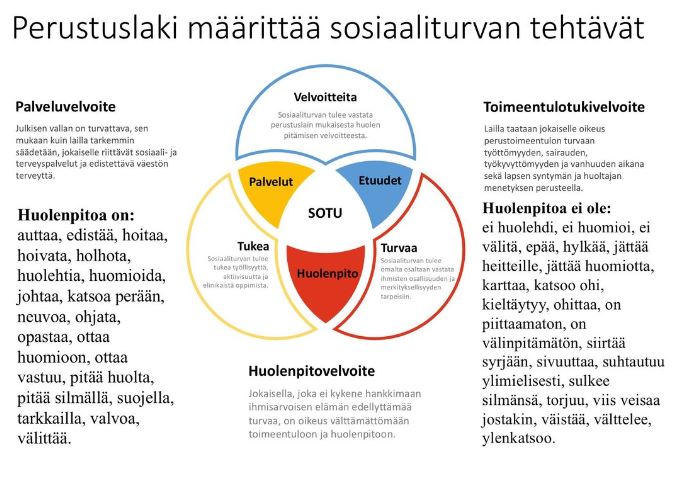 Perustuslaki määrittää sosiaaliturvan tehtävät
Palveluvelvoite
Julkisen vallan on turvattava, sen
mukaan kuin lailla tarkemmin
säädetään, jokaiselle riittävät sosiaali- ja
terveyspalvelut ja edistettävä väestön
terveyttä.
Huolenpitoa on:
auttaa, edistää, hoitaa,
hoivata, holhota,
huolehtia, huomioida,
johtaa, katsoa perään,
neuvoa, ohjata,
opastaa, ottaa
huomioon, ottaa
vastuu, pitää huolta,
pitää silmällä, suojella,
tarkkailla, valvoa,
välittää.
Velvoitteita
Sosiaaliturvan tulee vastata
perustuslain mukaisesta huolen
pitämisen velvoitteesta.
Palvelut
Etuudet
SOTU
Tukea
Sosiaaliturvan tulee
tukea työllisyyttä,
aktiivisuutta ja
elinikäistä oppimista.
Huolenpito
Turvaa
Sosiaaliturvan tulee
omalta osaltaan vastata
ihmisten osallisuuden ja
merkityksellisyyden
tarpeisiin.
Huolenpitovelvoite
Jokaisella, joka ei kykene hankkimaan
ihmisarvoisen elämän edellyttämää
turvaa, on oikeus välttämättömään
toimeentuloon ja huolenpitoon.
Toimeentulotukivelvoite
Lailla taataan jokaiselle oikeus
perustoimeentulon turvaan
työttömyyden, sairauden,
työkyvyttömyyden ja vanhuuden aikana
sekä lapsen syntymän ja huoltajan
menetyksen perusteella.
Huolenpitoa ei ole:
ei huolehdi, ei huomioi, ei
välitä, epää, hylkää, jättää
heitteille, jättää huomiotta,
karttaa, katsoo ohi,
kieltäytyy, ohittaa, on
piittaamaton, on
välinpitämätön, siirtää
syrjään, sivuuttaa, suhtautuu
ylimielisesti, sulkee
silmänsä, torjuu, viis veisaa
jostakin, väistää, välttelee,
ylenkatsoo.